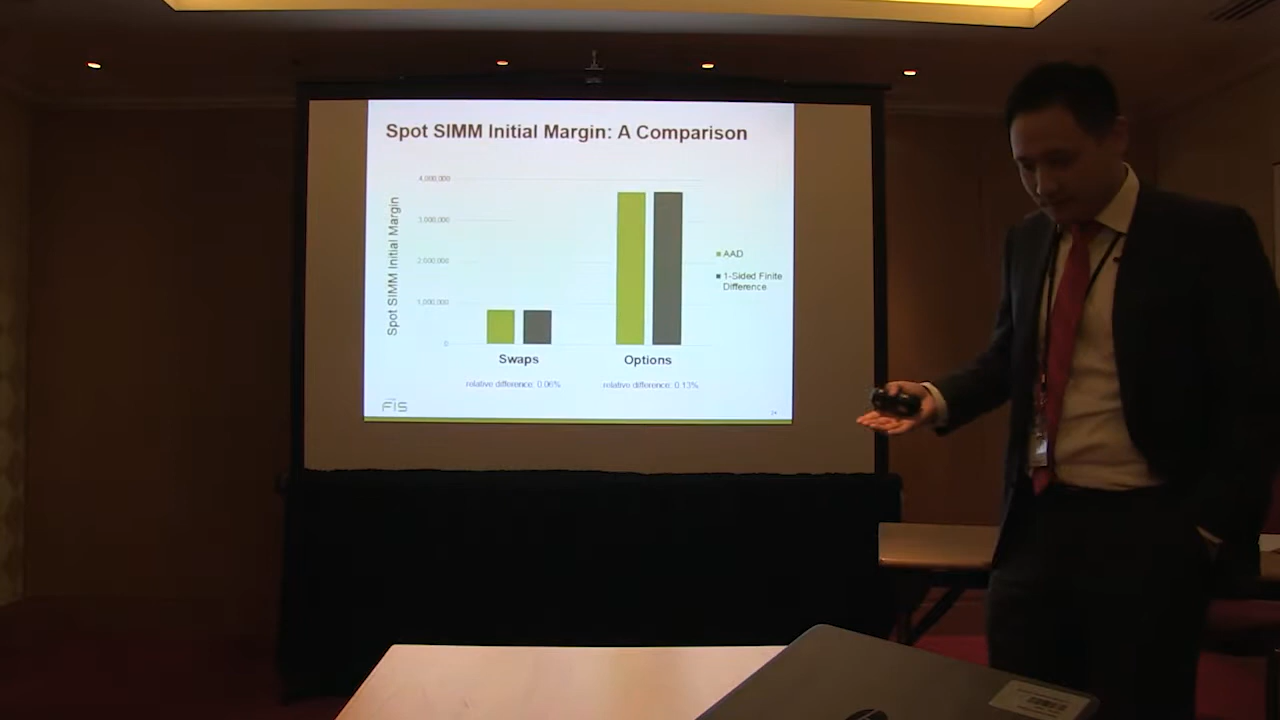 Spot SIMM Initial Margin: A Comparison
Spot SIMM Initial Margin
4,000,000
3,000,000
2,000,000
1,000,000
0
AAD
1-Sided Finite
Difference
Swaps
Options
relative difference: 0.06%
relative difference: 0.13%
FIS